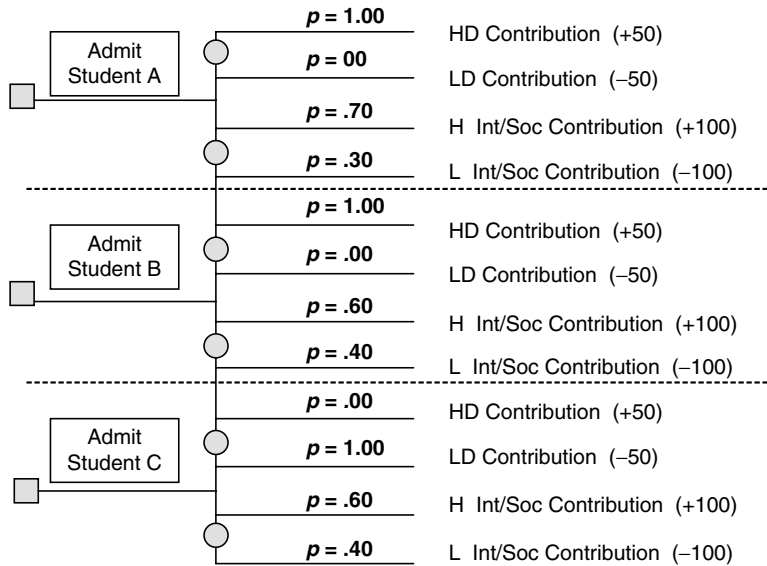 p = 1.00
HD Contribution (+50)
Admit
Student A
p = 00
LD Contribution (−50)
p = .70
H Int/Soc Contribution (+100)
p = .30
L Int/Soc Contribution (−100)
p = 1.00
HD Contribution (+50)
Admit
Student B
p = .00
LD Contribution (−50)
p = .60
H Int/Soc Contribution (+100)
p = .40
L Int/Soc Contribution (−100)
p = .00
HD Contribution (+50)
Admit
Student C
p = 1.00
LD Contribution (−50)
p = .60
H Int/Soc Contribution (+100)
p = .40
L Int/Soc Contribution (−100)